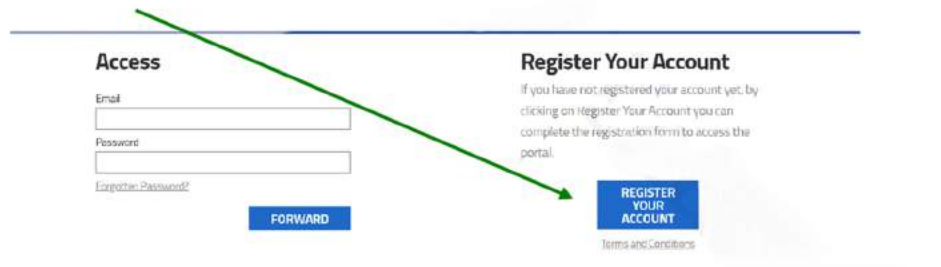 Access
Email
Password
Forgotten Password?
FORWARD
Register Your Account
If you have not registered your account yet, by
clicking on Register Your Account you can
complete the registration form to access the
portal.
REGISTER
YOUR
ACCOUNT
Terms and Conditions